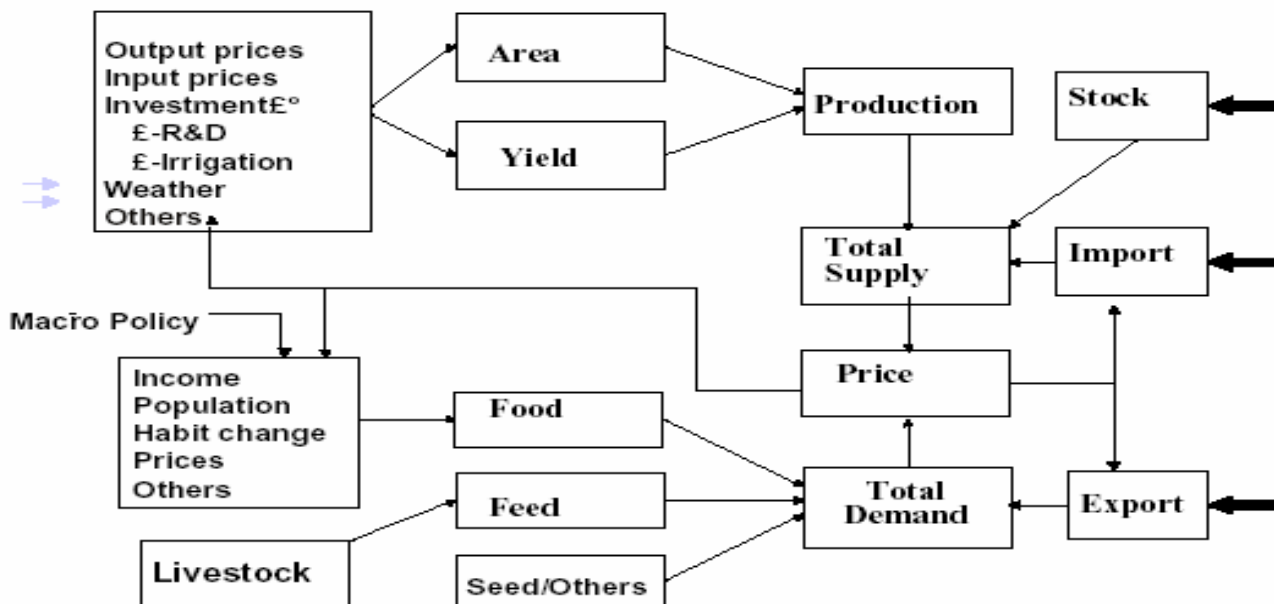 Output prices
Input prices
Investment£º
£-R&D
£-Irrigation
Weather
Others
Area
Yield
Production
Stock
Total
Supply
Import
Macro Policy
Income
Population
Habit change
Prices
Others
Price
Food
Feed
Total
Demand
Export
Livestock
Seed/Others